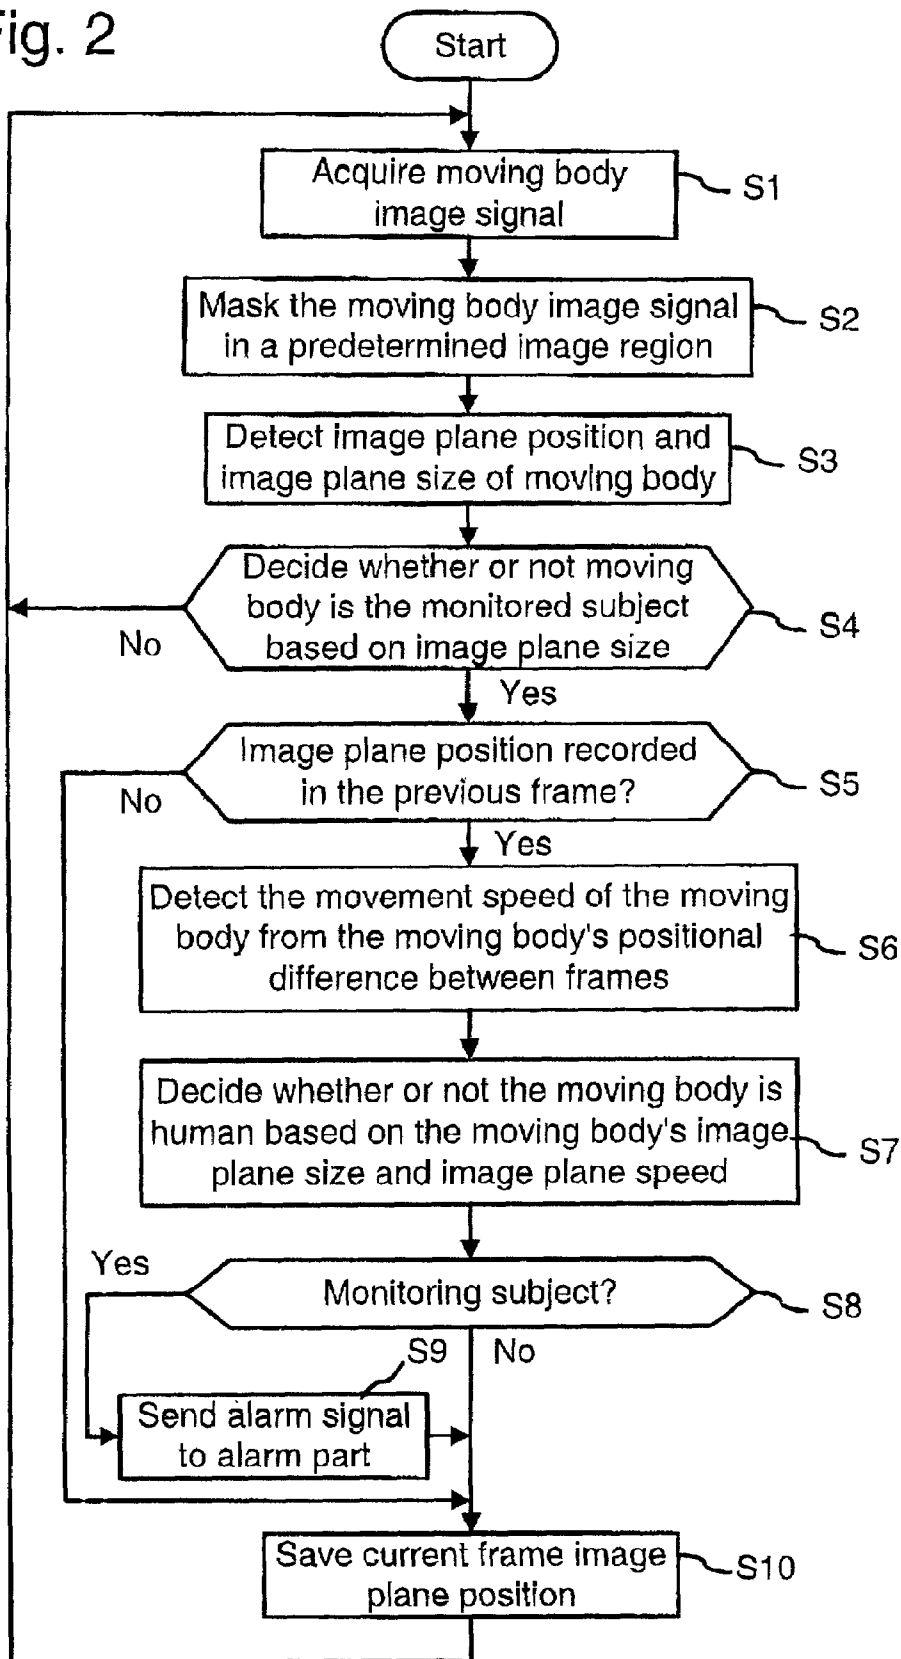 Fig. 2
Start
Acquire moving body
image signal
S1
Mask the moving body image signal
in a predetermined image region
S2
Detect image plane position and
image plane size of moving body
S3
Decide whether or not moving
body is the monitored subject
based on image plane size
S4
No
Yes
Image plane position recorded
in the previous frame?
S5
No
Yes
Detect the movement speed of the moving
body from the moving body's positional
difference between frames
S6
Decide whether or not the moving body is
human based on the moving body's image
plane size and image plane speed
S7
Yes
Monitoring subject?
S8
S9
No
Send alarm signal
to alarm part
Save current frame image
plane position
S10